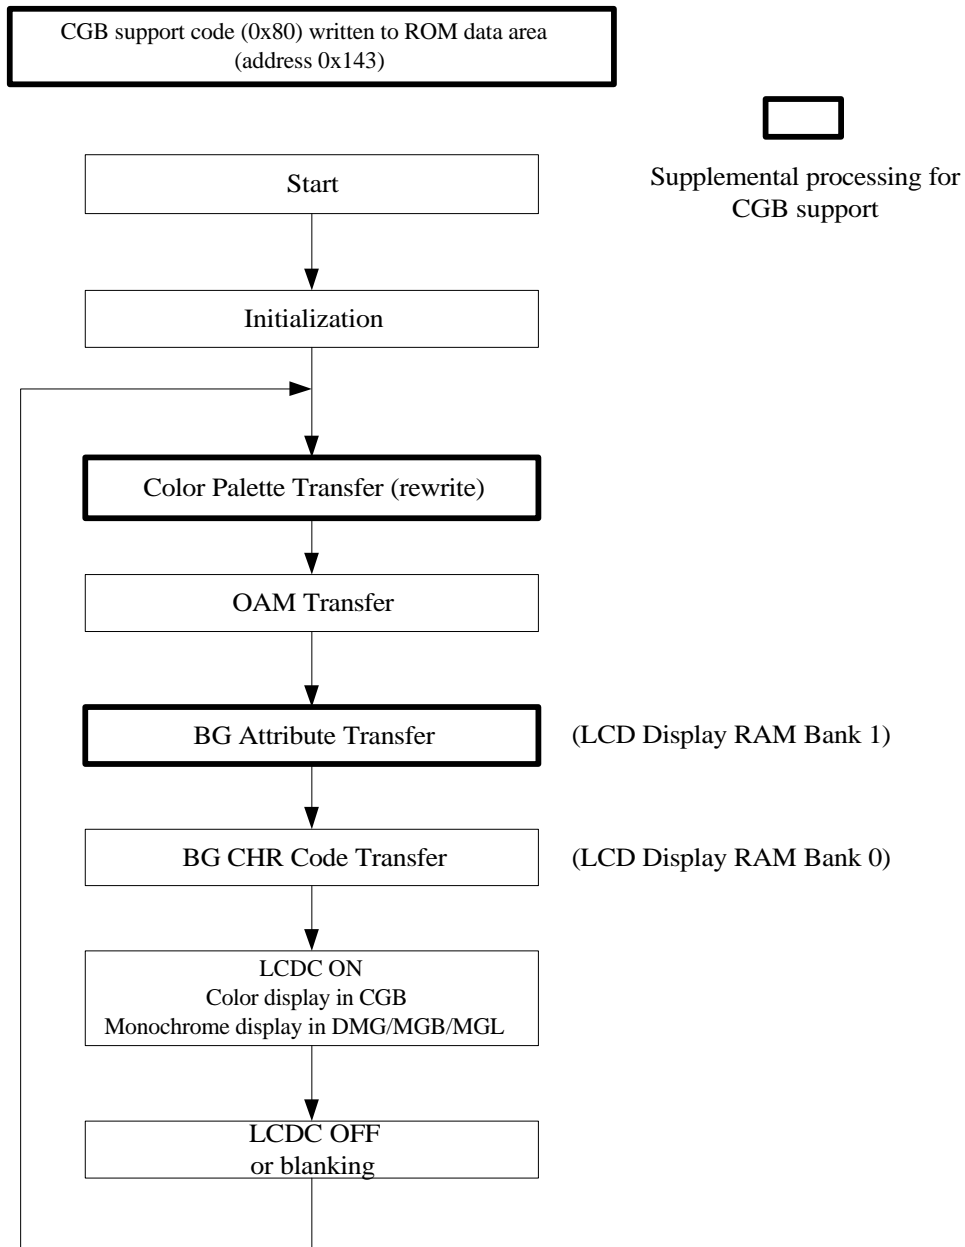 CGB support code (0x80) written to ROM data area
(address 0x143)
Supplemental processing for
CGB support
Start
Initialization
Color Palette Transfer (rewrite)
OAM Transfer
BG Attribute Transfer
(LCD Display RAM Bank 1)
BG CHR Code Transfer
(LCD Display RAM Bank 0)
LCDC ON
Color display in CGB
Monochrome display in DMG/MGB/MGL
LCDC OFF
or blanking